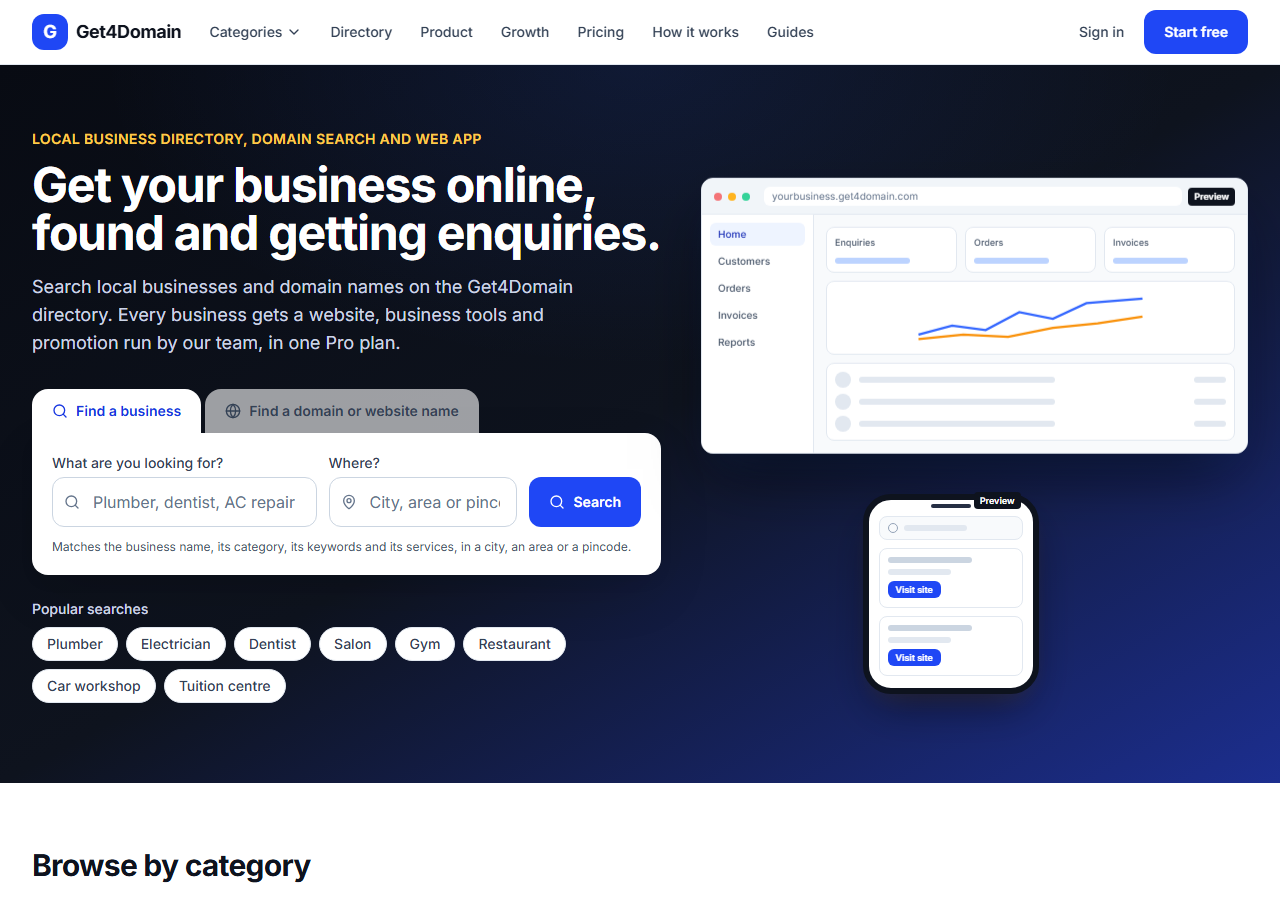 G Get4Domain Categories Directory Product Growth Pricing How it works Guides Sign in Start free
LOCAL BUSINESS DIRECTORY, DOMAIN SEARCH AND WEB APP
Get your business online,
found and getting enquiries.
Search local businesses and domain names on the Get4Domain
directory. Every business gets a website, business tools and
promotion run by our team, in one Pro plan.
Find a business Find a domain or website name
What are you looking for? Where?
Plumber, dentist, AC repair City, area or pinc Search
Matches the business name, its category, its keywords and its services, in a city, an area or a pincode.
Popular searches
Plumber Electrician Dentist Salon Gym Restaurant
Car workshop Tuition centre
yourbusiness.get4domain.com Preview
Home
Customers
Orders
Invoices
Reports
Enquiries Orders Invoices
Preview
Visit site
Visit site
Browse by category